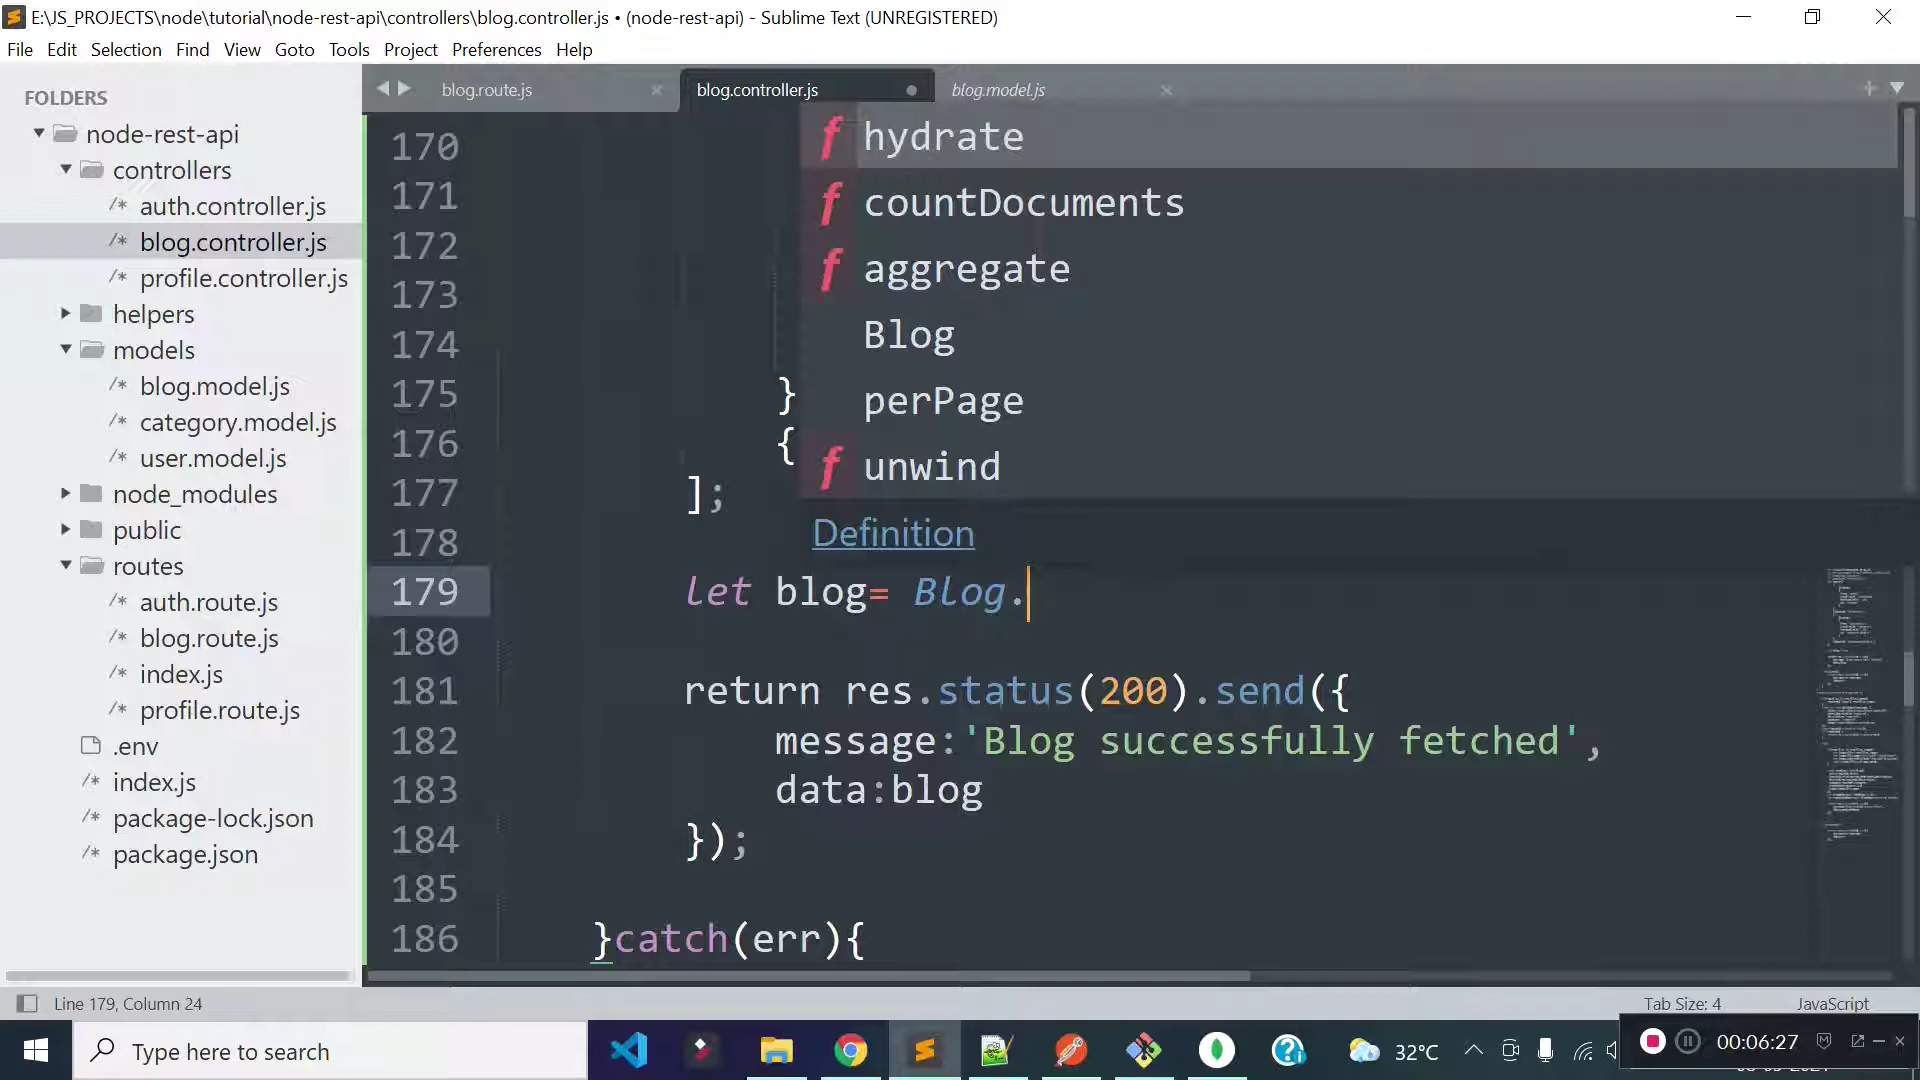 E:\JS_PROJECTS\node\tutorial\node-rest-api\controllers\blog.controller.js • (node-rest-api) - Sublime Text (UNREGISTERED)
File Edit Selection Find View Goto Tools Project Preferences Help
FOLDERS
node-rest-api
controllers
/* auth.controller.js
/* blog.controller.js
/* profile.controller.js
helpers
models
/* blog.model.js
/* category.model.js
/* user.model.js
node_modules
public
routes
/* auth.route.js
/* blog.route.js
/* index.js
/* profile.route.js
.env
/* index.js
/* package-lock.json
/* package.json
blog.route.js blog.controller.js blog.model.js
170
171
172
173
174
175 }
176 {
177 ];
178
f hydrate
f countDocuments
f aggregate
Blog
perPage
f unwind
Definition
179 let blog= Blog.
180
181 return res.status(200).send({
182 message:'Blog successfully fetched',
183 data:blog
184 });
185
186 }catch(err){
Line 179, Column 24 Tab Size: 4 JavaScript
Type here to search
32°C
00:06:27